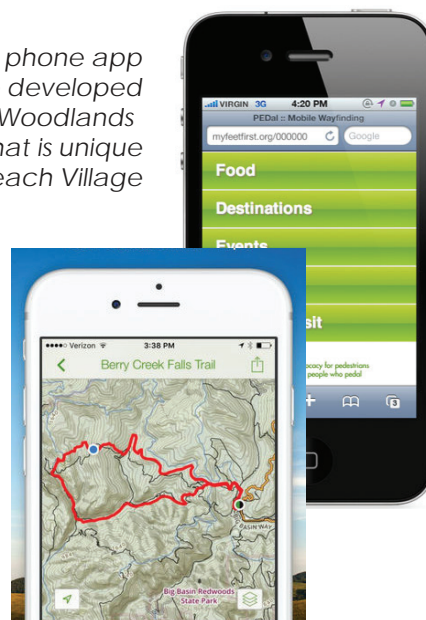 phone app
developed
Woodlands
hat is unique
each Village
VIRGIN 3G 4:20 PM
PEDal :: Mobile Wayfinding
myfeetfirst.org/000000 Google
Food
Destinations
Events
sit
ocacy for pedestrians
people who pedal
3
Verizon 3:38 PM
Berry Creek Falls Trail
BASIN WAY
Big Basin Redwoods
State Park